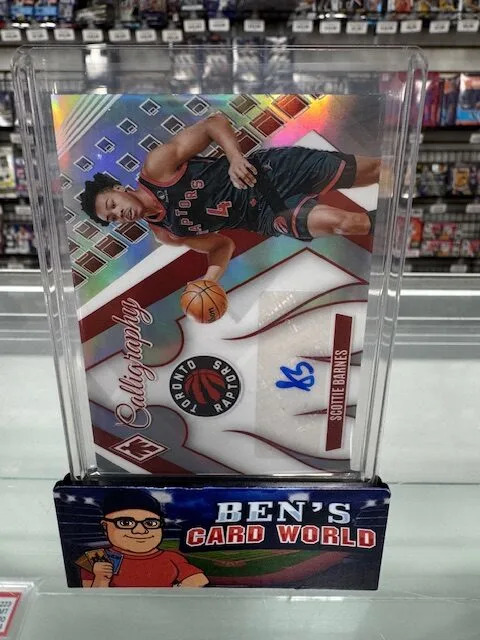 RAPTORS
4
Calligraphy
TORONTO
RAPTORS
SCOTTIE BARNES
BEN'S
CARD WORLD